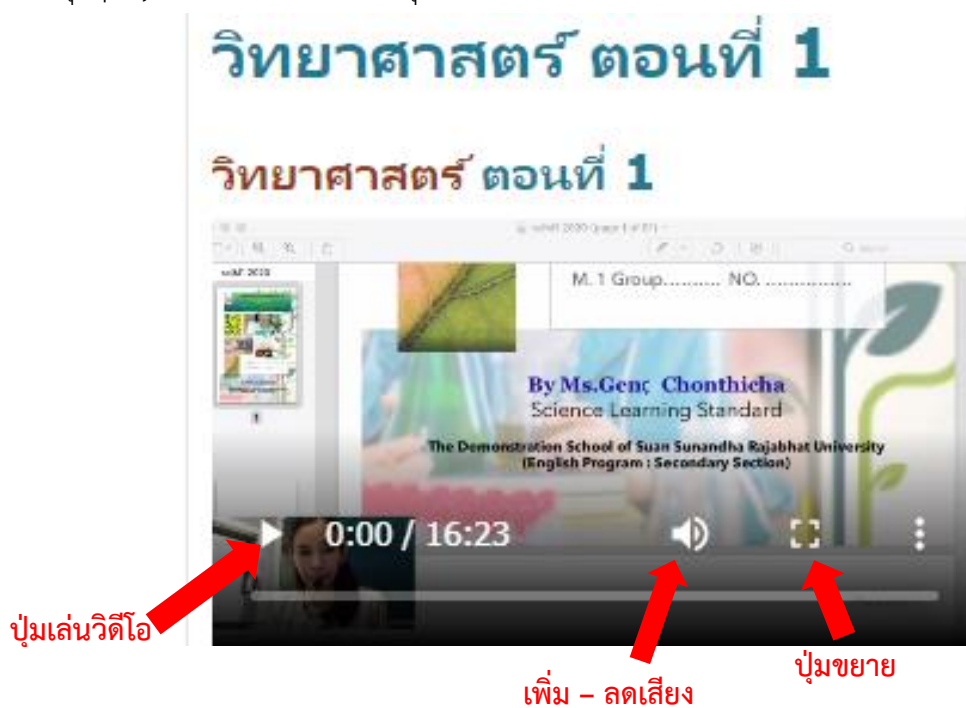 วิทยาศาสตร์ ตอนที่ 1
วิทยาศาสตร์ ตอนที่ 1
M. 1 Group........... NO. ................
By Ms.Genç Chonthicha
Science Learning Standard
The Demonstration School of Suan Sunandha Rajabhat University
(English Program : Secondary Section)
1
0:00 / 16:23
ปุ่มเล่นวิดีโอ
เพิ่ม – ลดเสียง
ปุ่มขยาย